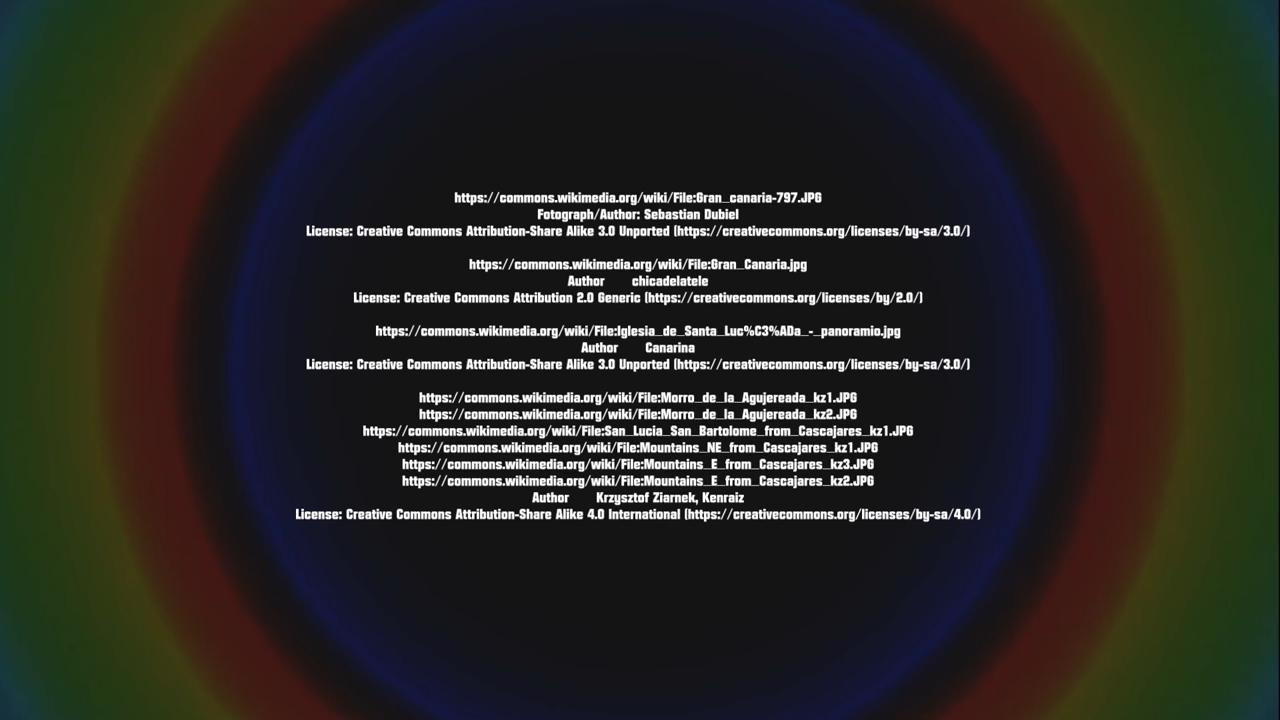 https://commons.wikimedia.org/wiki/File:Gran_canaria-797.JPG
Fotograph/Author: Sebastian Dubiel
License: Creative Commons Attribution-Share Alike 3.0 Unported (https://creativecommons.org/licenses/by-sa/3.0/)
https://commons.wikimedia.org/wiki/File:Gran_Canaria.jpg
Author chicadelatele
License: Creative Commons Attribution 2.0 Generic (https://creativecommons.org/licenses/by/2.0/)
https://commons.wikimedia.org/wiki/File:Iglesia_de_Santa_Luc%C3%ADa_-_panoramio.jpg
Author Canarina
License: Creative Commons Attribution-Share Alike 3.0 Unported (https://creativecommons.org/licenses/by-sa/3.0/)
https://commons.wikimedia.org/wiki/File:Morro_de_la_Agujereada_kz1.JPG
https://commons.wikimedia.org/wiki/File:Morro_de_la_Agujereada_kz2.JPG
https://commons.wikimedia.org/wiki/File:San_Lucia_San_Bartolome_from_Cascajares_kz1.JPG
https://commons.wikimedia.org/wiki/File:Mountains_NE_from_Cascajares_kz1.JPG
https://commons.wikimedia.org/wiki/File:Mountains_E_from_Cascajares_kz3.JPG
https://commons.wikimedia.org/wiki/File:Mountains_E_from_Cascajares_kz2.JPG
Author Krzysztof Ziarnek, Kenraiz
License: Creative Commons Attribution-Share Alike 4.0 International (https://creativecommons.org/licenses/by-sa/4.0/)